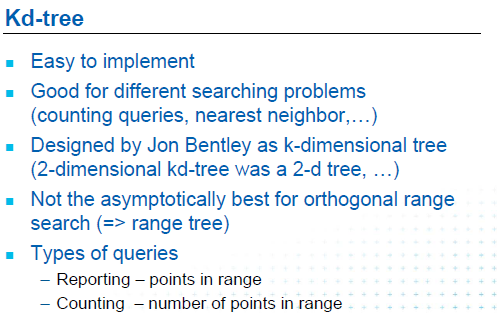 Kd-tree
▪ Easy to implement
▪ Good for different searching problems
(counting queries, nearest neighbor,…)
▪ Designed by Jon Bentley as k-dimensional tree
(2-dimensional kd-tree was a 2-d tree, …)
▪ Not the asymptotically best for orthogonal range
search (=> range tree)
▪ Types of queries
– Reporting – points in range
– Counting – number of points in range